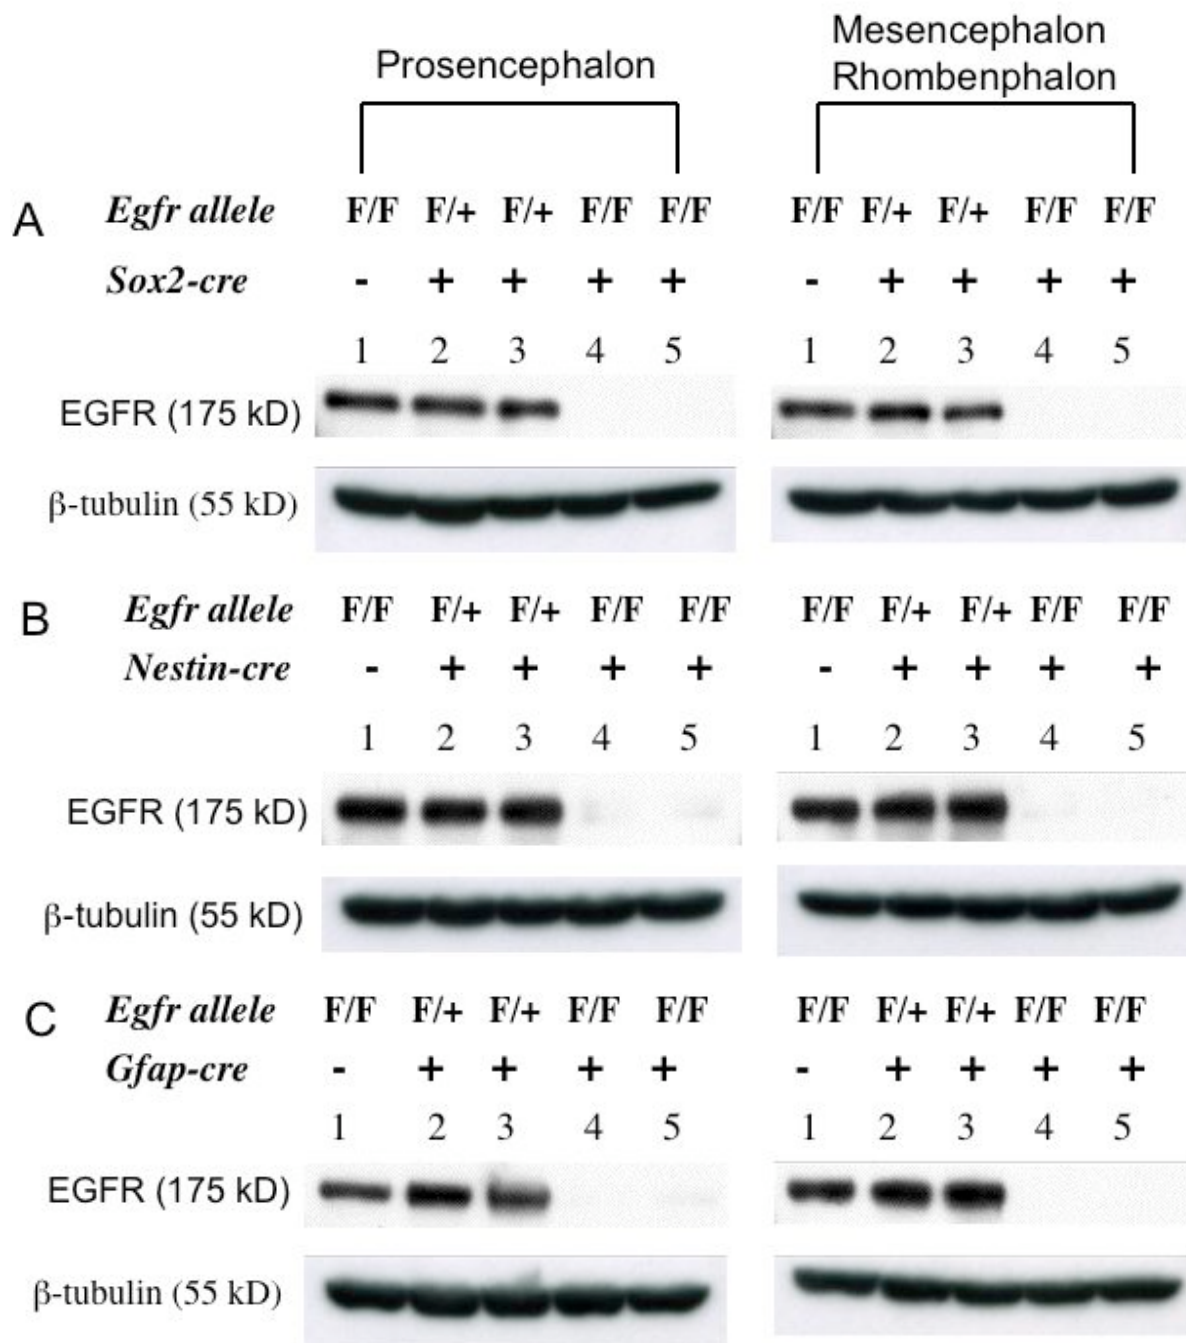 Prosencephalon
Mesencephalon
Rhombenphalon
A Egfr allele F/F F/+ F/+ F/F F/F F/F F/+ F/+ F/F F/F
Sox2-cre - + + + + - + + + +
1 2 3 4 5 1 2 3 4 5
EGFR (175 kD)
β-tubulin (55 kD)
B Egfr allele F/F F/+ F/+ F/F F/F F/F F/+ F/+ F/F F/F
Nestin-cre - + + + + - + + + +
1 2 3 4 5 1 2 3 4 5
EGFR (175 kD)
β-tubulin (55 kD)
C Egfr allele F/F F/+ F/+ F/F F/F F/F F/+ F/+ F/F F/F
Gfap-cre - + + + + - + + + +
1 2 3 4 5 1 2 3 4 5
EGFR (175 kD)
β-tubulin (55 kD)